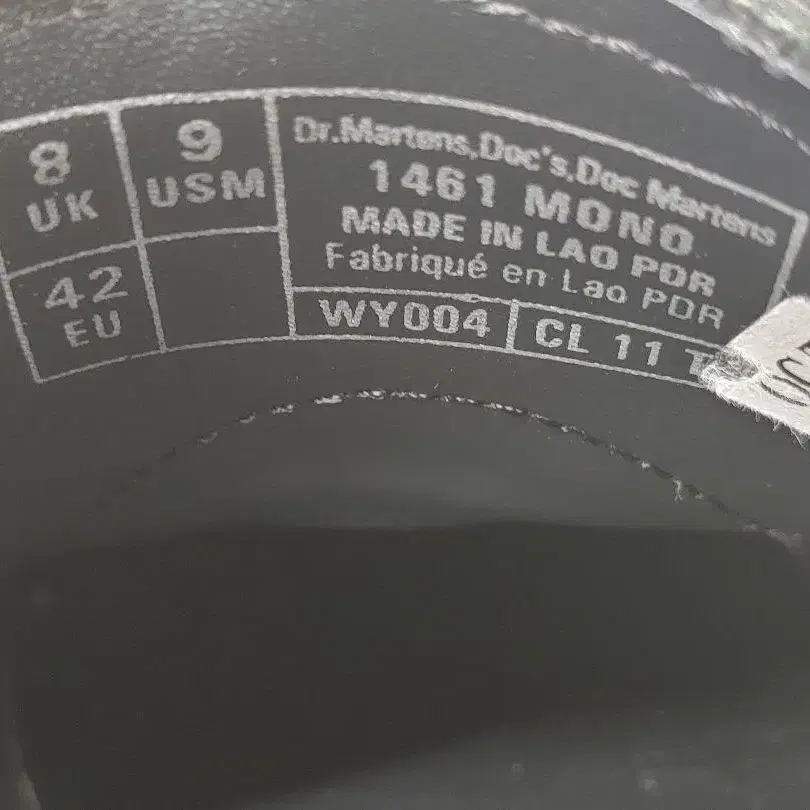 8
UK
9
USM
42
EU
Dr.Martens,Doc's,Doc Martens
1461 MONO
MADE IN LAO PDR
Fabriqué en Lao PDR
WY004
CL 11